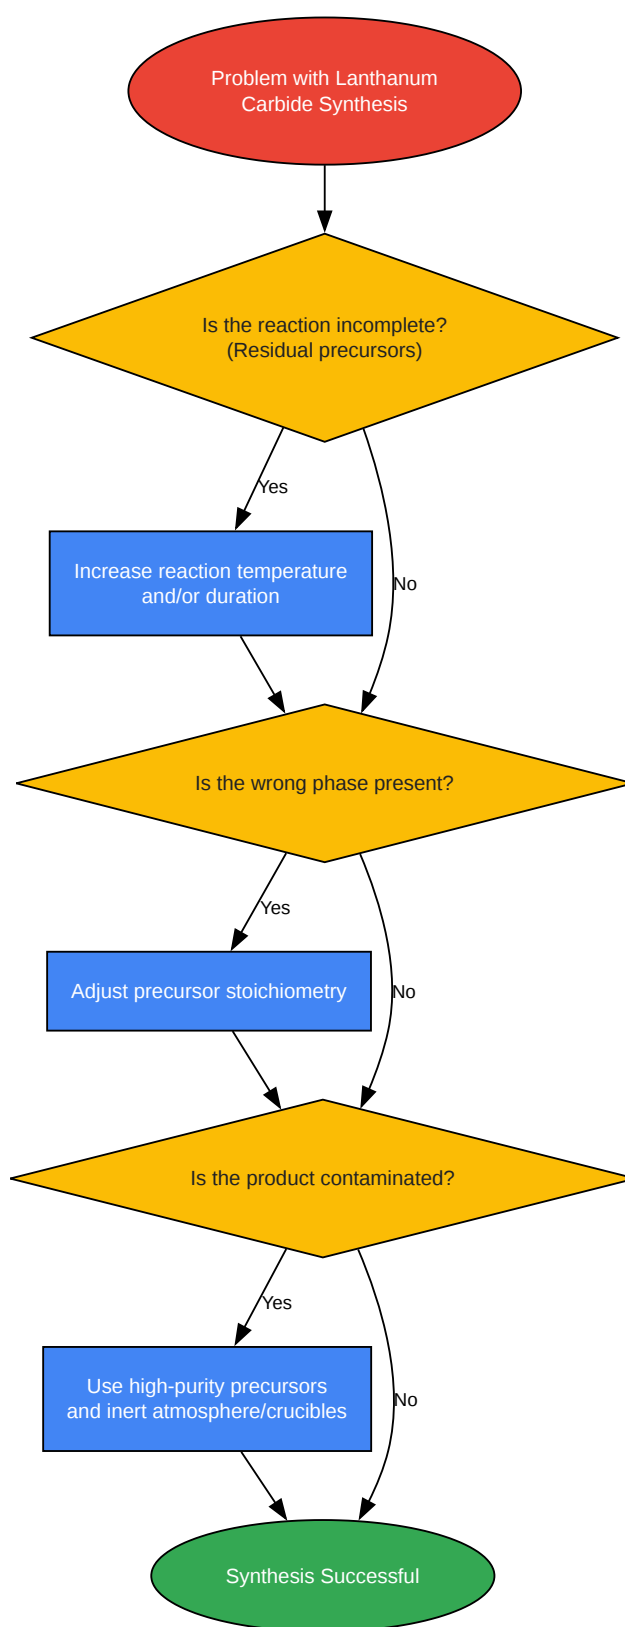 Problem with Lanthanum
Carbide Synthesis
Is the reaction incomplete?
(Residual precursors)
Yes
Increase reaction temperature
and/or duration
No
Is the wrong phase present?
Yes
Adjust precursor stoichiometry
No
Is the product contaminated?
Yes
Use high-purity precursors
and inert atmosphere/crucibles
No
Synthesis Successful